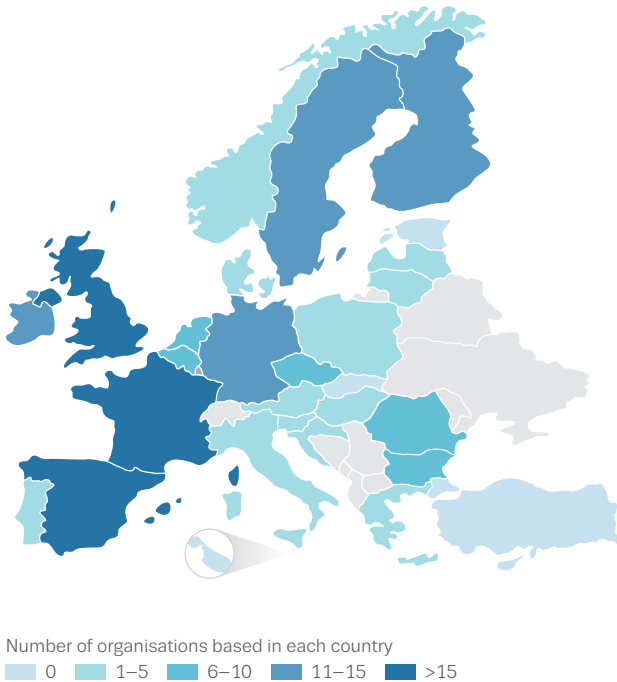 Number of organisations based in each country
0 1–5 6–10 11–15 >15